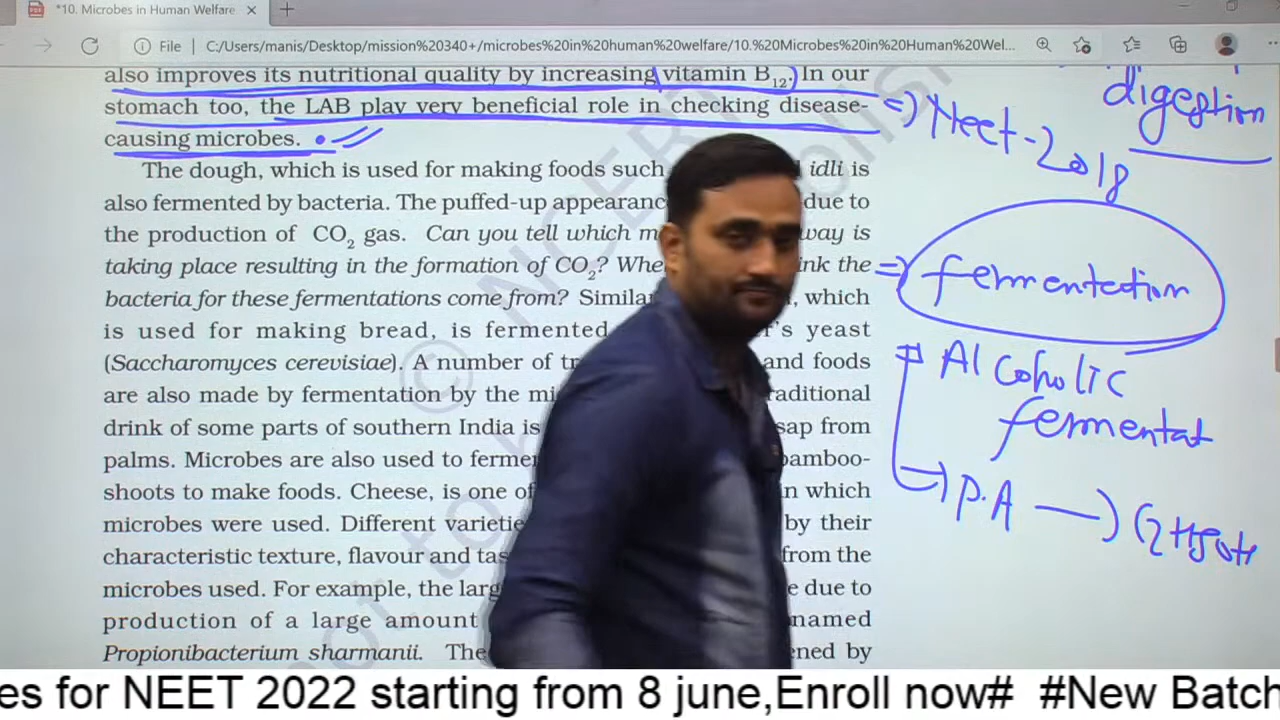 *10. Microbes in Human Welfare
File | C:/Users/manis/Desktop/mission%20340+/microbes%20in%20human%20welfare/10.%20Microbes%20in%20Human%20Wel...
also improves its nutritional quality by increasing vitamin B12. In our
stomach too, the LAB play very beneficial role in checking disease-
causing microbes.
The dough, which is used for making foods such idli is
also fermented by bacteria. The puffed-up appearanc due to
the production of CO2 gas. Can you tell which m way is
taking place resulting in the formation of CO2? Whe ink the
bacteria for these fermentations come from? Similar , which
is used for making bread, is fermented r's yeast
(Saccharomyces cerevisiae). A number of tr and foods
are also made by fermentation by the mi raditional
drink of some parts of southern India is sap from
palms. Microbes are also used to ferme bamboo-
shoots to make foods. Cheese, is one of n which
microbes were used. Different varietie by their
characteristic texture, flavour and tas from the
microbes used. For example, the larg e due to
production of a large amount named
Propionibacterium sharmanii. The ened by
digestion
=> Neet-2018
=> fermentection
Alcoholic
fermentat
P.A → C2H5OH
es for NEET 2022 starting from 8 june,Enroll now# #New Batch